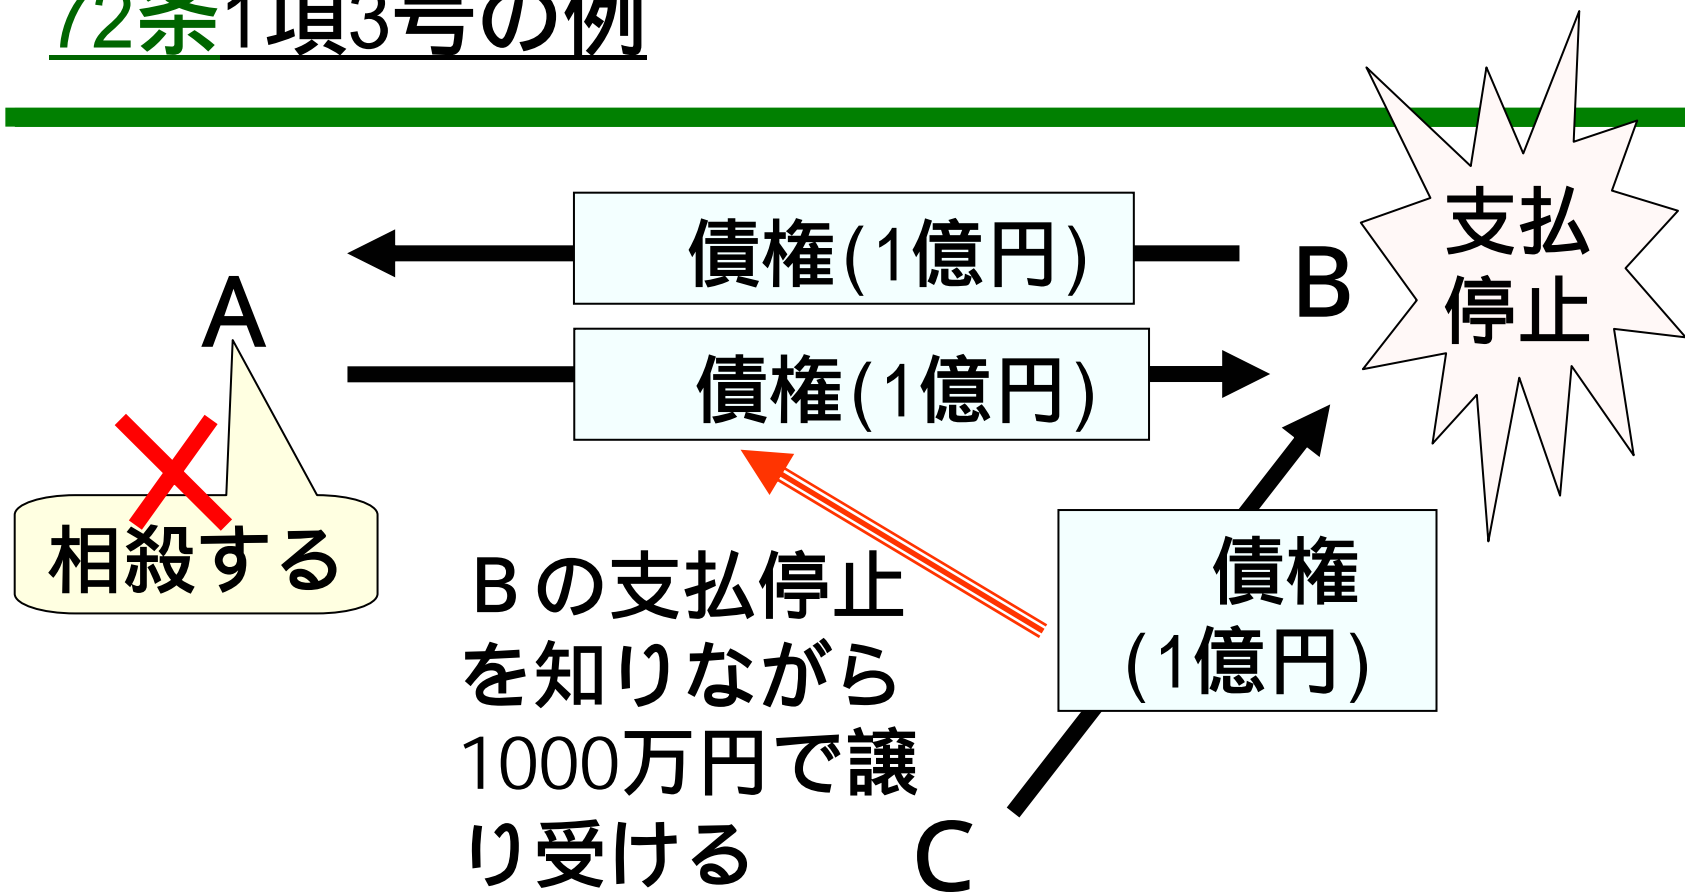 72条1項3号の例
債権(1億円)
債権(1億円)
A
B
支払
停止
相殺する
Bの支払停止
を知りながら
1000万円で譲
り受ける
債権
(1億円)
C